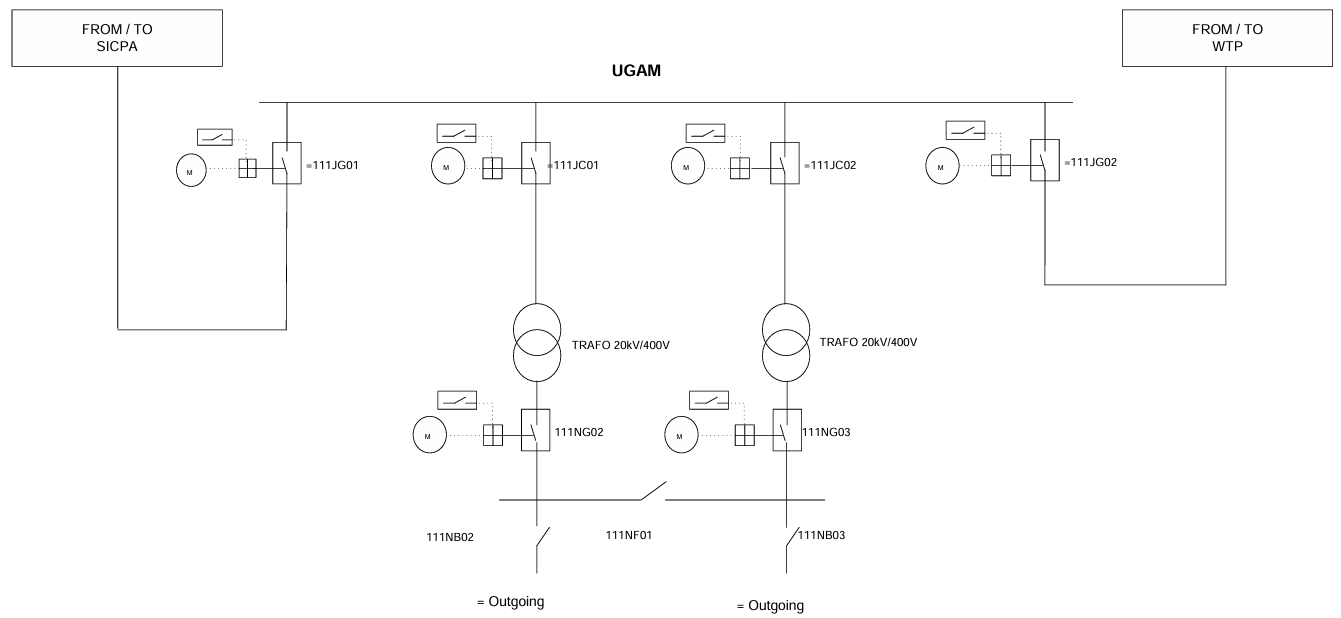 FROM / TO
SICPA
FROM / TO
WTP
UGAM
M
=111JG01
M
=111JC01
M
=111JC02
M
=111JG02
TRAFO 20kV/400V
TRAFO 20kV/400V
M
111NG02
M
111NG03
111NB02
111NF01
111NB03
= Outgoing
= Outgoing